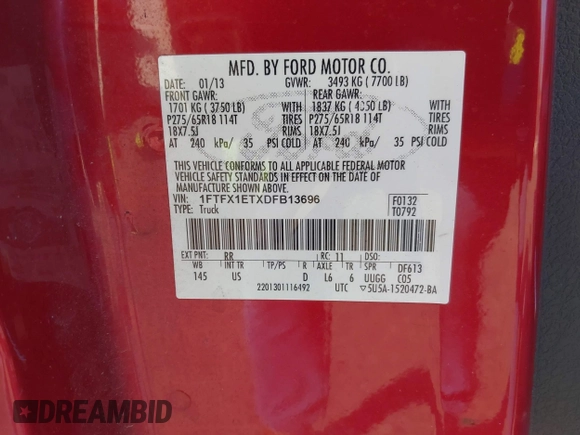 MFD. BY FORD MOTOR CO.
DATE: 01/13 GVWR: 3493 KG ( 7700 LB)
FRONT GAWR: REAR GAWR:
1701 KG ( 3750 LB) WITH 1837 KG ( 4050 LB) WITH
P275/65R18 114T TIRES P275/65R18 114T TIRES
18X7.5J RIMS 18X7.5J RIMS
AT 240 kPa/ 35 PSI COLD AT 240 kPa/ 35 PSI COLD
THIS VEHICLE CONFORMS TO ALL APPLICABLE FEDERAL MOTOR
VEHICLE SAFETY STANDARDS IN EFFECT ON THE DATE OF
MANUFACTURE SHOWN ABOVE.
VIN: 1FTFX1ETXDFB13696 F0132
TYPE: Truck T0792
EXT PNT: RR RC: 11 DSO:
WB INT TR TP/PS R AXLE TR SPR DF613
145 US D L6 6 UUGG C05
2201301116492 UTC ▽5U5A-1520472-BA
DREAMBID